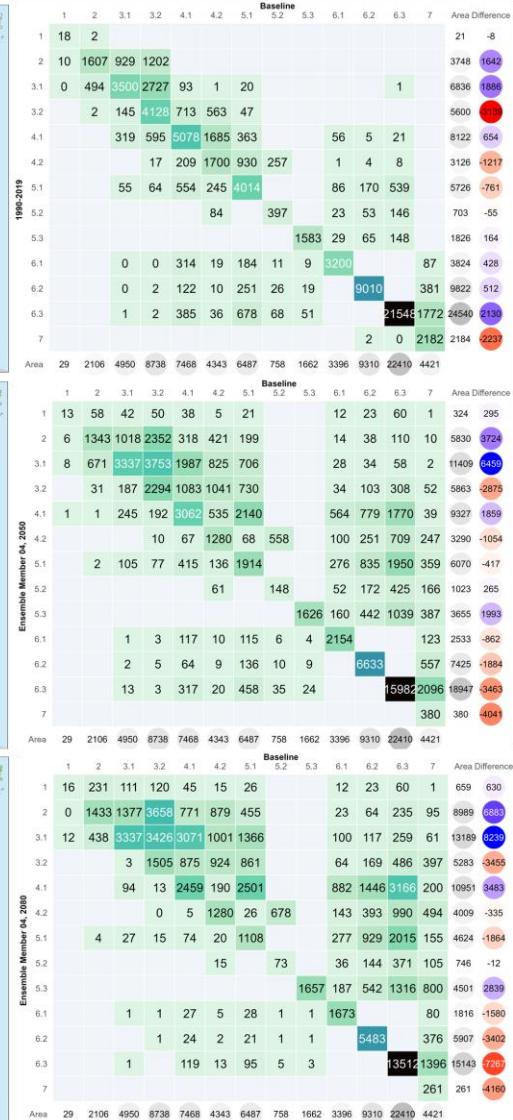 Baseline
1 2 3.1 3.2 4.1 4.2 5.1 5.2 5.3 6.1 6.2 6.3 7 Area Difference
1990-2019
1 18 2 21 -8
2 10 1607 929 1202 3748 1642
3.1 0 494 3500 2727 93 1 20 1 6836 1886
3.2 2 145 4128 713 563 47 5600 -3139
4.1 319 595 5078 1685 363 56 5 21 8122 654
4.2 17 209 1700 930 257 1 4 8 3126 -1217
5.1 55 64 554 245 4014 86 170 539 5726 -761
5.2 84 397 23 53 146 703 -55
5.3 1583 29 65 148 1826 164
6.1 0 0 314 19 184 11 9 3200 87 3824 428
6.2 0 2 122 10 251 26 19 9010 381 9822 512
6.3 1 2 385 36 678 68 51 21548 1772 24540 2130
7 2 0 2182 2184 -2237
Area 29 2106 4950 8738 7468 4343 6487 758 1662 3396 9310 22410 4421
Baseline
1 2 3.1 3.2 4.1 4.2 5.1 5.2 5.3 6.1 6.2 6.3 7 Area Difference
Ensemble Member 04, 2050
1 13 58 42 50 38 5 21 12 23 60 1 324 295
2 6 1343 1018 2352 318 421 199 14 38 110 10 5830 3724
3.1 8 671 3337 3753 1987 825 706 28 34 58 2 11409 6459
3.2 31 187 2294 1083 1041 730 34 103 308 52 5863 -2875
4.1 1 1 245 192 3062 535 2140 564 779 1770 39 9327 1859
4.2 10 67 1280 68 558 100 251 709 247 3290 -1054
5.1 2 105 77 415 136 1914 276 835 1950 359 6070 -417
5.2 61 148 52 172 425 166 1023 265
5.3 1626 160 442 1039 387 3655 1993
6.1 1 3 117 10 115 6 4 2154 123 2533 -862
6.2 2 5 64 9 136 10 9 6633 557 7425 -1884
6.3 13 3 317 20 458 35 24 15982 2096 18947 -3463
7 380 380 -4041
Area 29 2106 4950 8738 7468 4343 6487 758 1662 3396 9310 22410 4421
Baseline
1 2 3.1 3.2 4.1 4.2 5.1 5.2 5.3 6.1 6.2 6.3 7 Area Difference
Ensemble Member 04, 2080
1 16 231 111 120 45 15 26 12 23 60 1 659 630
2 0 1433 1377 3658 771 879 455 23 64 235 95 8989 6883
3.1 12 438 3337 3426 3071 1001 1366 100 117 259 61 13189 8239
3.2 3 1505 875 924 861 64 169 486 397 5283 -3455
4.1 94 13 2459 190 2501 882 1446 3166 200 10951 3483
4.2 0 5 1280 26 678 143 393 990 494 4009 -335
5.1 4 27 15 74 20 1108 277 929 2015 155 4624 -1864
5.2 15 73 36 144 371 105 746 -12
5.3 1657 187 542 1316 800 4501 2839
6.1 1 1 27 5 28 1 1 1673 80 1816 -1580
6.2 1 24 2 21 1 1 5483 376 5907 -3402
6.3 1 119 13 95 5 3 13512 1396 15143 -7267
7 261 261 -4160
Area 29 2106 4950 8738 7468 4343 6487 758 1662 3396 9310 22410 4421